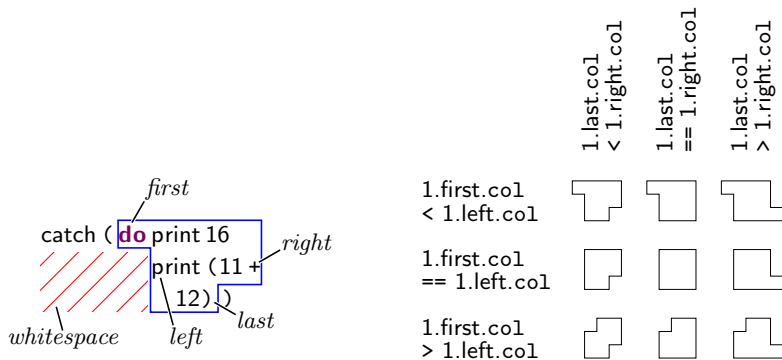 first
catch ( do print 16
right
print (11 +
12) )
last
whitespace
left
1.last.col
< 1.right.col
1.last.col
== 1.right.col
1.last.col
> 1.right.col
1.first.col
< 1.left.col
1.first.col
== 1.left.col
1.first.col
> 1.left.col